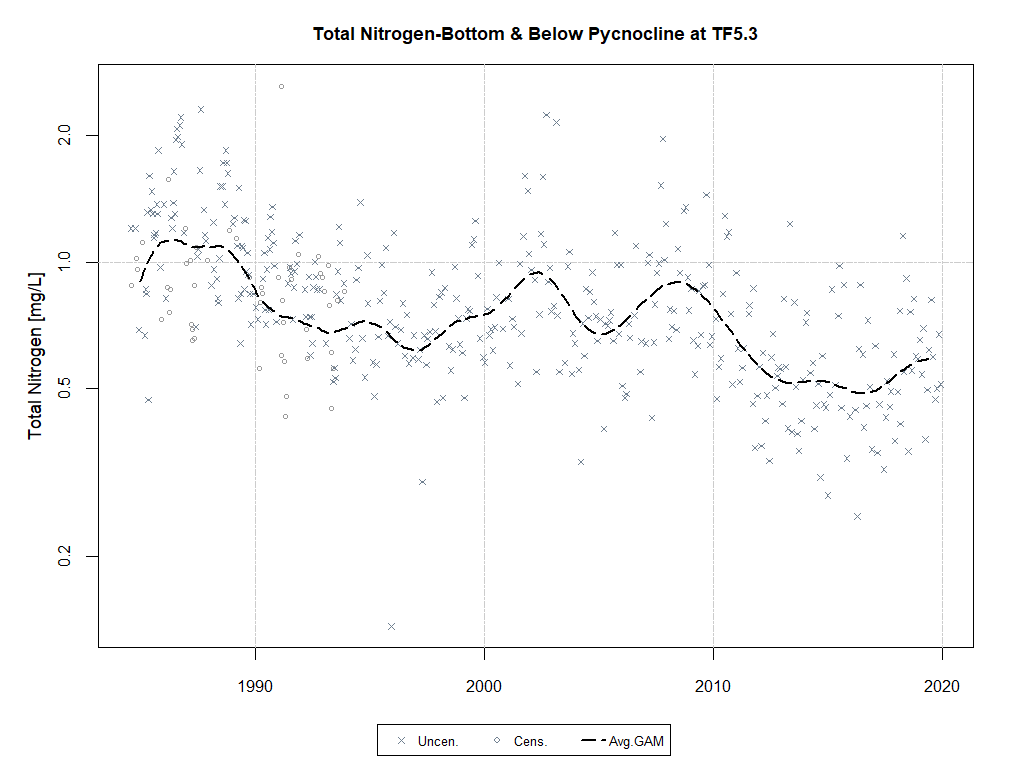 Total Nitrogen-Bottom & Below Pycnocline at TF5.3
Total Nitrogen [mg/L]
2.0
1.0
0.5
0.2
1990 2000 2010 2020
Uncen. Cens. Avg.GAM